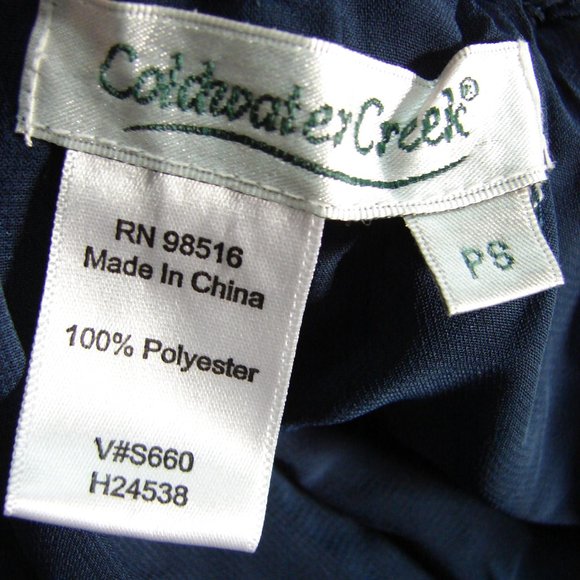 ColdwaterCreek®
PS
RN 98516
Made In China
100% Polyester
V#S660
H24538